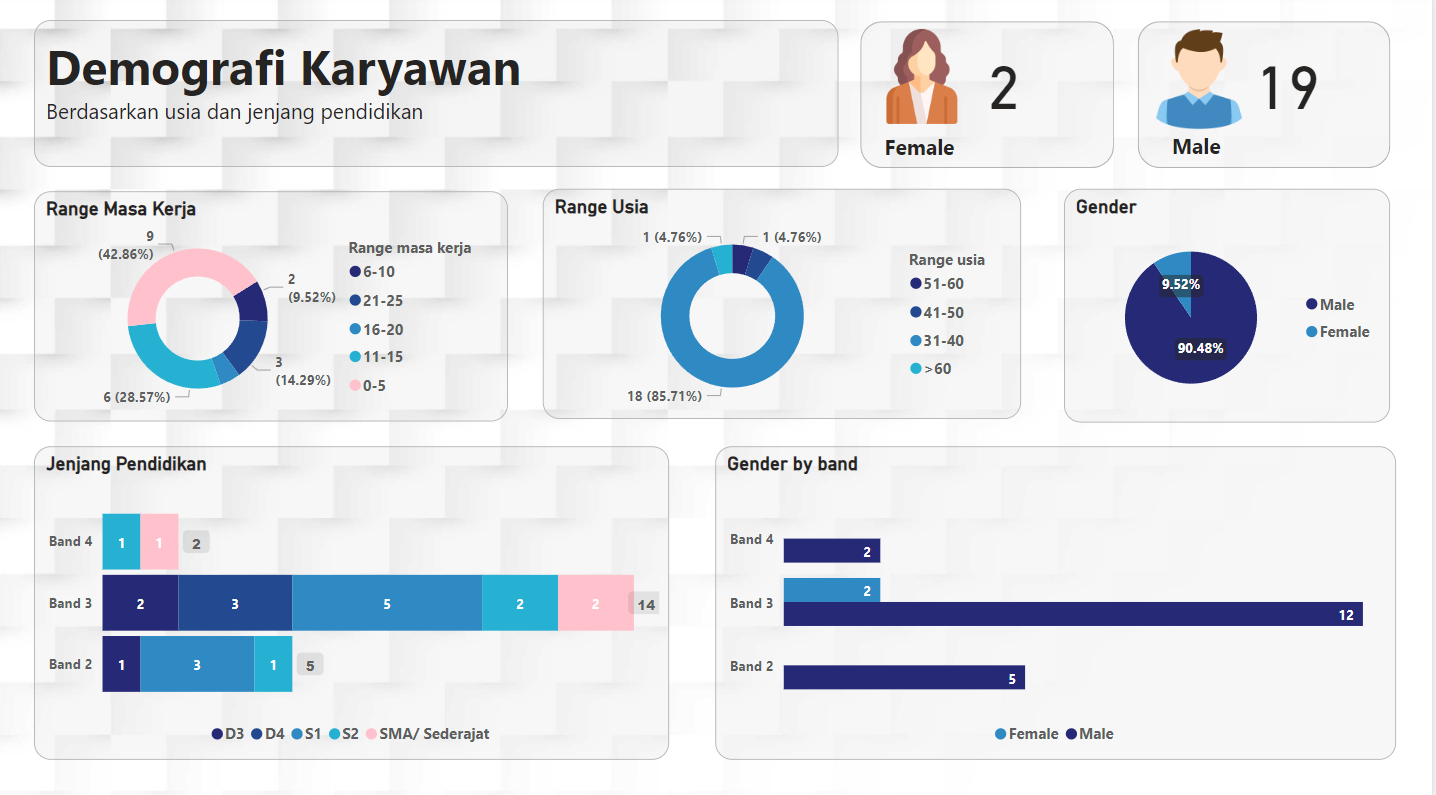 Demografi Karyawan
Berdasarkan usia dan jenjang pendidikan
2
Female
19
Male
Range Masa Kerja
9
(42.86%)
2
(9.52%)
3
(14.29%)
6 (28.57%)
Range masa kerja
6-10
21-25
16-20
11-15
0-5
Range Usia
1 (4.76%)
1 (4.76%)
18 (85.71%)
Range usia
51-60
41-50
31-40
>60
Gender
9.52%
90.48%
Male
Female
Jenjang Pendidikan
Band 4
1
1
2
Band 3
2
3
5
2
2
14
Band 2
1
3
1
5
D3 D4 S1 S2 SMA/ Sederajat
Gender by band
Band 4
2
Band 3
2
12
Band 2
5
Female Male